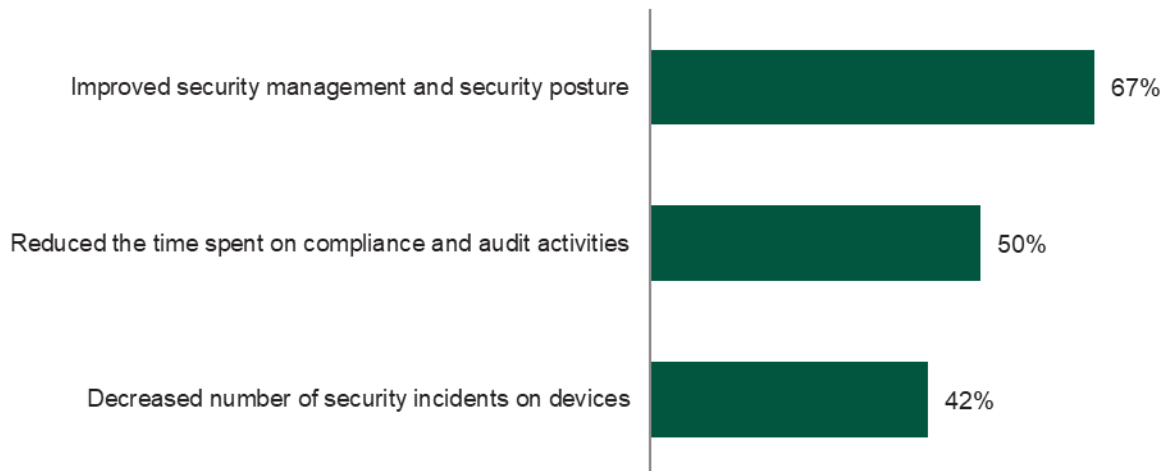 Improved security management and security posture 67%
Reduced the time spent on compliance and audit activities 50%
Decreased number of security incidents on devices 42%